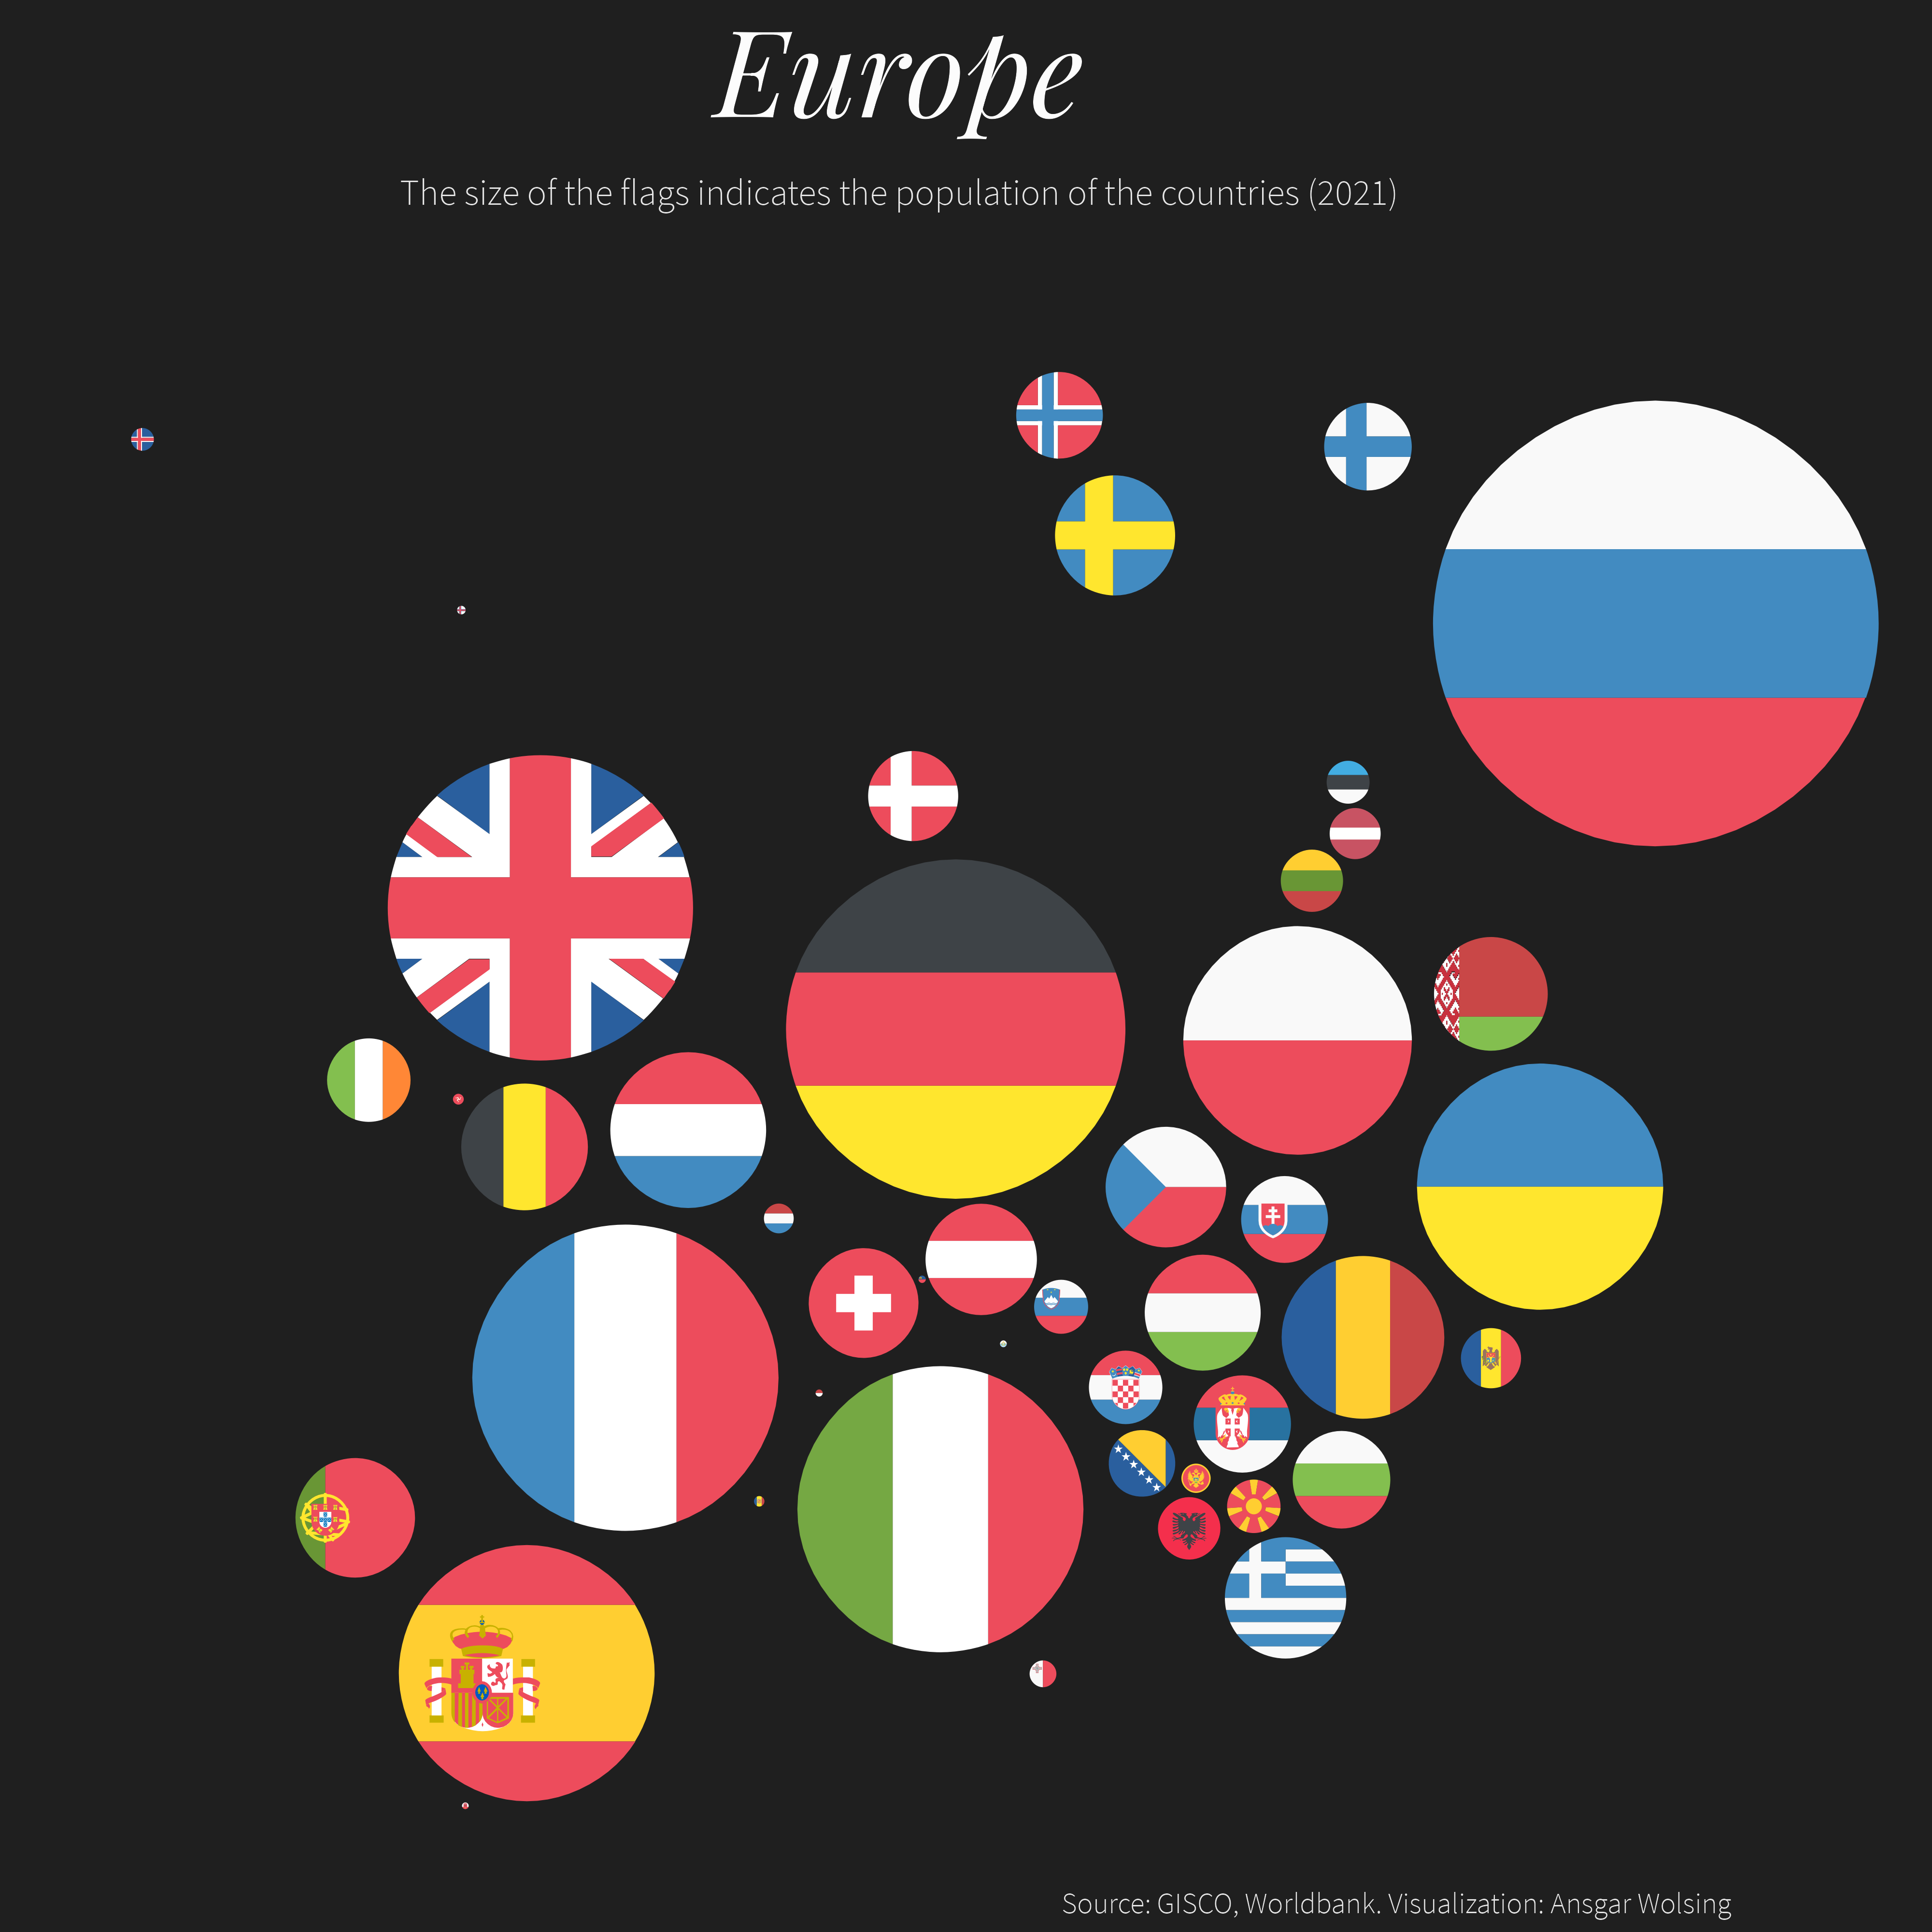 Europe
The size of the flags indicates the population of the countries (2021)
Source: GISCO, Worldbank. Visualization: Ansgar Wolsing